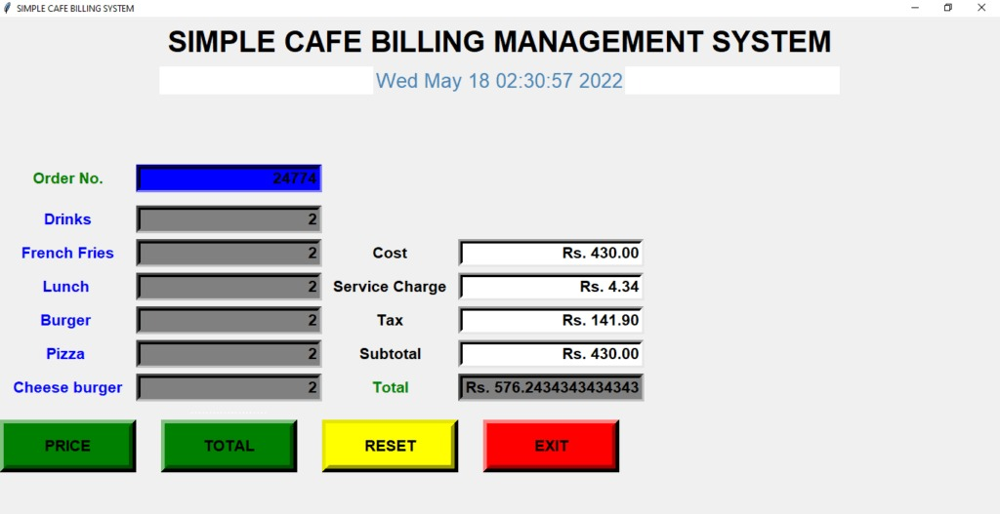 SIMPLE CAFE BILLING SYSTEM
SIMPLE CAFE BILLING MANAGEMENT SYSTEM
Wed May 18 02:30:57 2022
Order No. 24774
Drinks 2
French Fries 2 Cost Rs. 430.00
Lunch 2 Service Charge Rs. 4.34
Burger 2 Tax Rs. 141.90
Pizza 2 Subtotal Rs. 430.00
Cheese burger 2 Total Rs. 576.2434343434343
PRICE TOTAL RESET EXIT